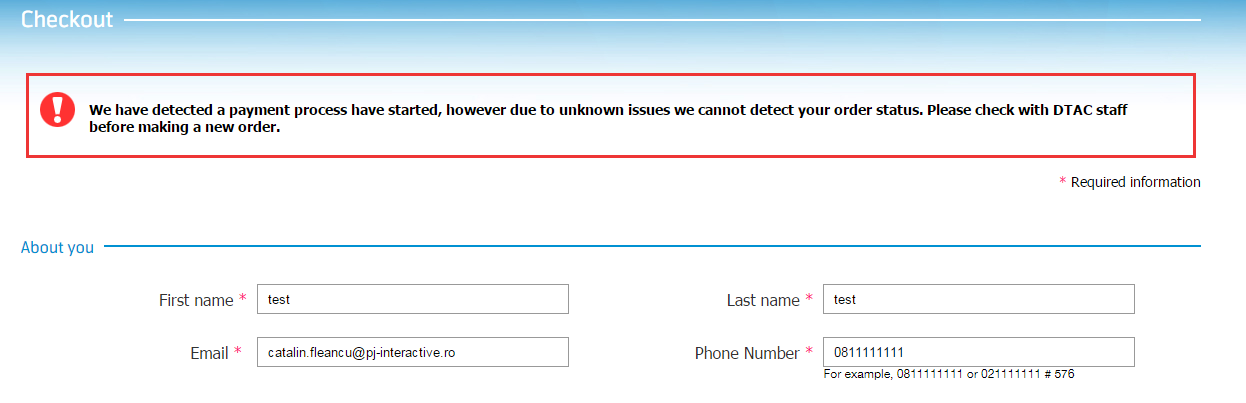 Checkout
We have detected a payment process have started, however due to unknown issues we cannot detect your order status. Please check with DTAC staff
before making a new order.
* Required information
About you
First name * test
Last name * test
Email * catalin.fleancu@pj-interactive.ro
Phone Number * 0811111111
For example, 0811111111 or 021111111 # 576